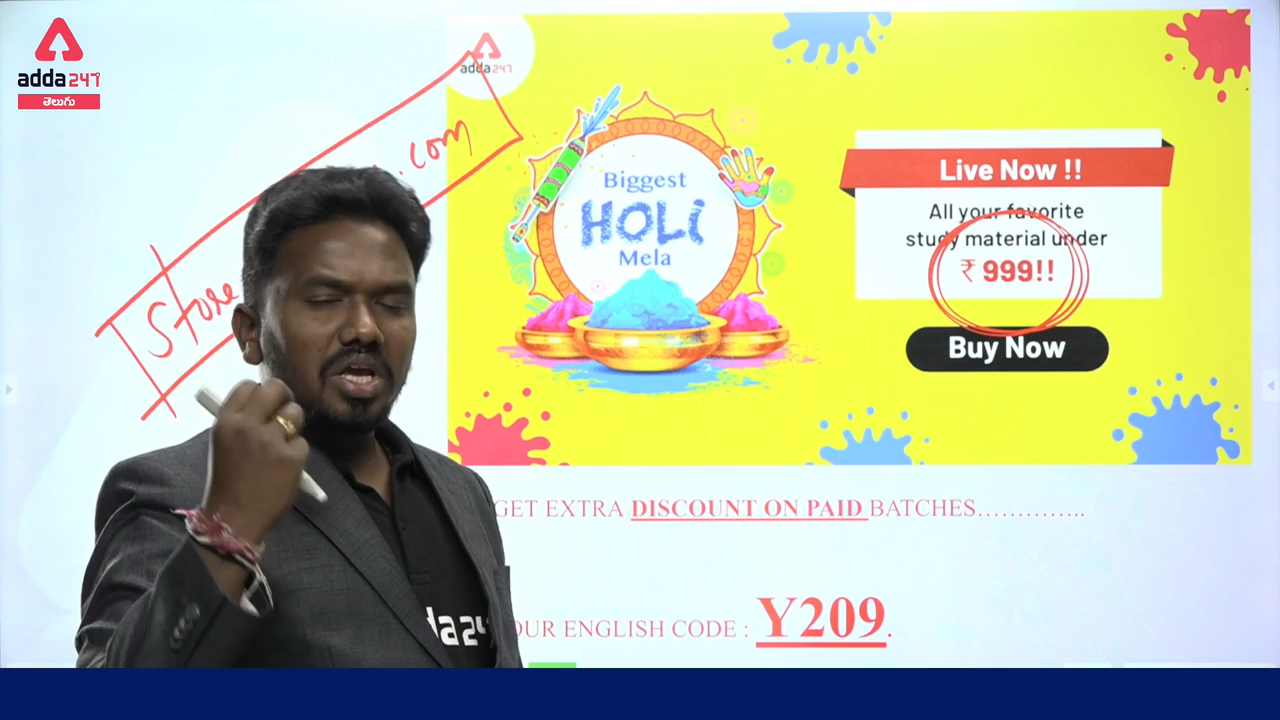 adda247
తెలుగు
adda247
store
.com
Biggest
HOLi
Mela
Live Now !!
All your favorite
study material under
₹ 999!!
Buy Now
GET EXTRA DISCOUNT ON PAID BATCHES…………..
OUR ENGLISH CODE : Y209.
da24